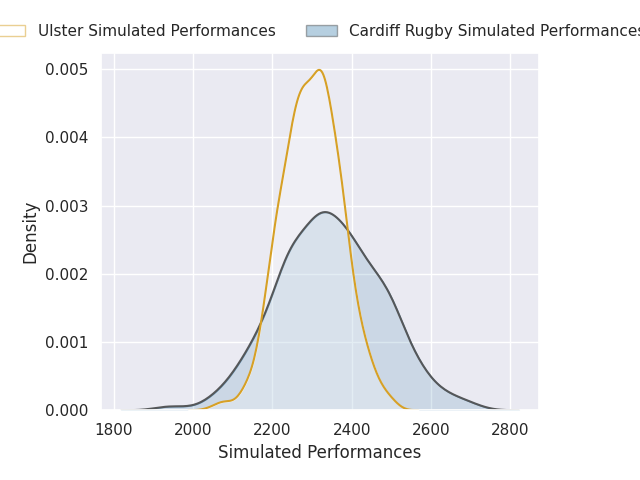 Ulster Simulated Performances Cardiff Rugby Simulated Performances
0.005
0.004
0.003
0.002
0.001
0.000
Density
1800 2000 2200 2400 2600 2800
Simulated Performances